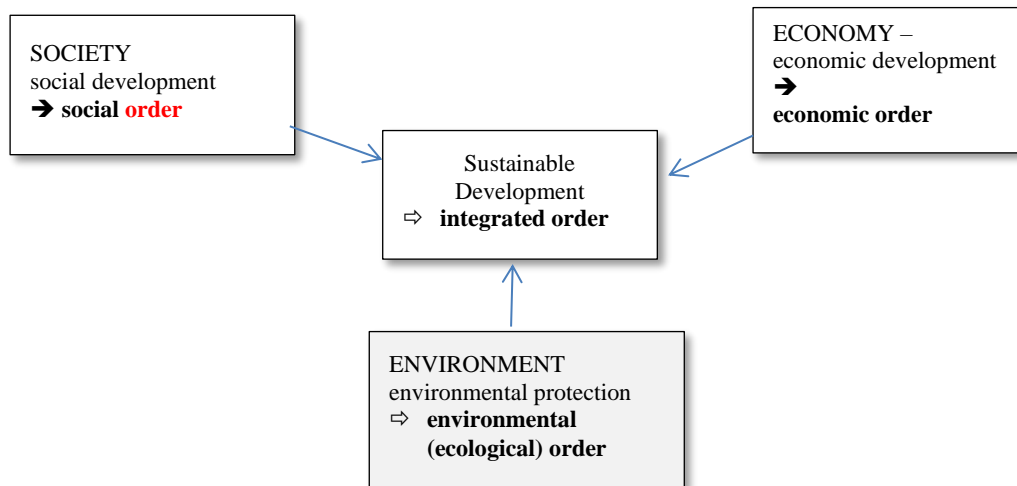 SOCIETY
social development
➔ social order
ECONOMY –
economic development
➔
economic order
Sustainable
Development
⇨ integrated order
ENVIRONMENT
environmental protection
⇨ environmental
(ecological) order